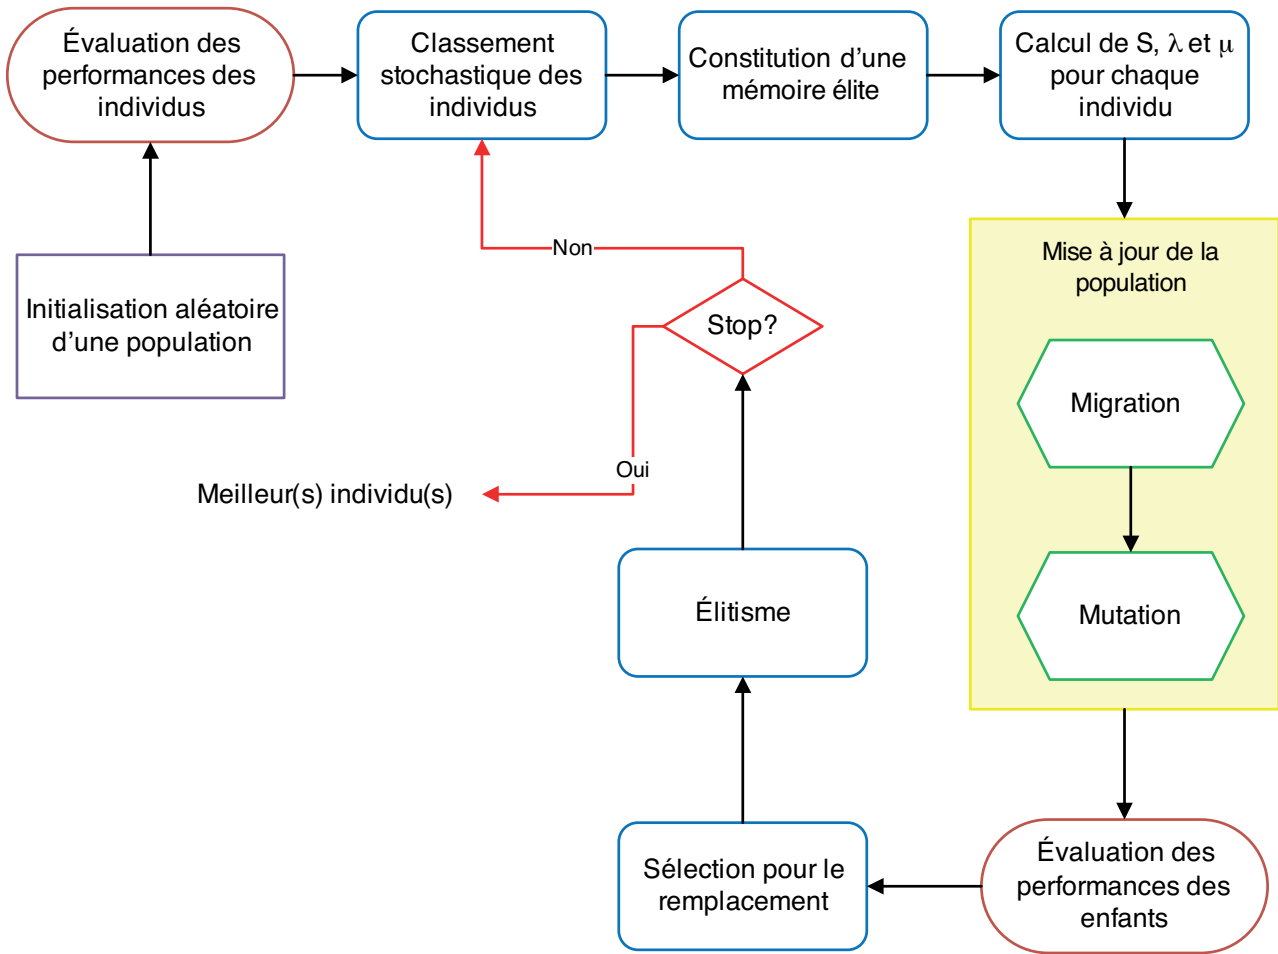 Évaluation des
performances des
individus
Classement
stochastique des
individus
Constitution d’une
mémoire élite
Calcul de S, λ et μ
pour chaque
individu
Initialisation aléatoire
d’une population
Non
Stop?
Oui
Meilleur(s) individu(s)
Mise à jour de la
population
Migration
Mutation
Élitisme
Sélection pour le
remplacement
Évaluation des
performances des
enfants